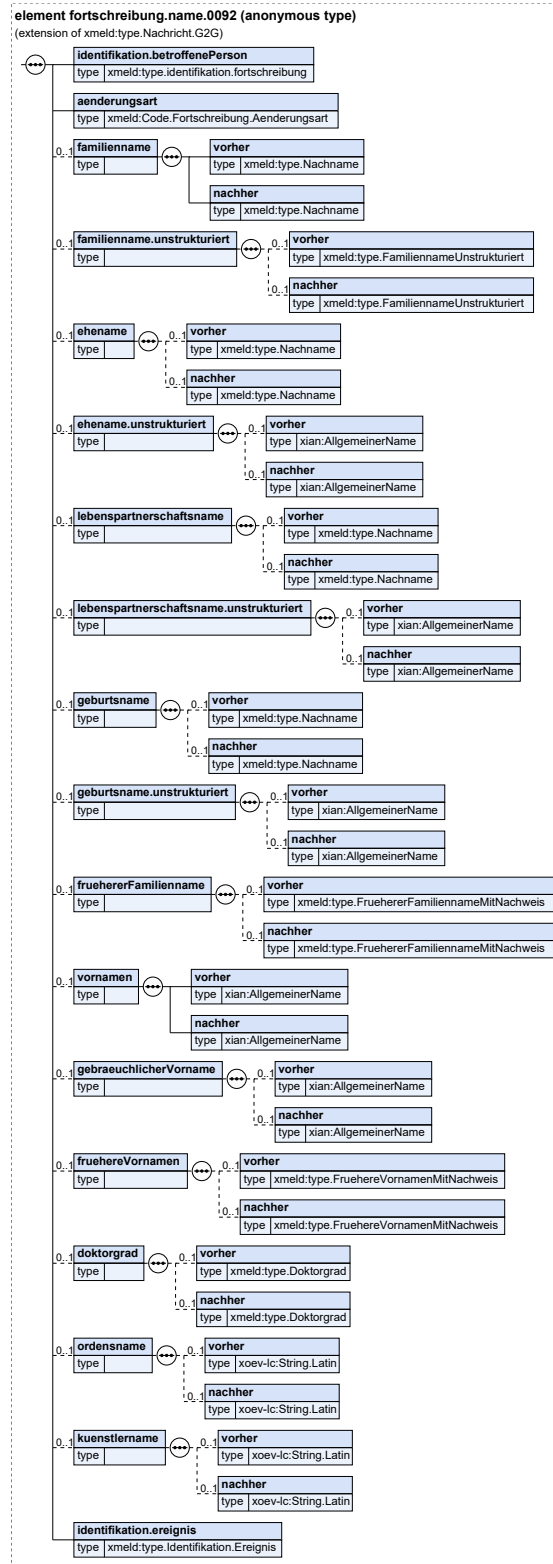 element fortschreibung.name.0092 (anonymous type)
(extension of xmeld:type.Nachricht.G2G)
identifikation.betroffenePerson
type xmeld:type.identifikation.fortschreibung
aenderungsart
type xmeld:Code.Fortschreibung.Aenderungsart
0..1 familienname
type
vorher
type xmeld:type.Nachname
nachher
type xmeld:type.Nachname
0..1 familienname.unstrukturiert
type
0..1 vorher
type xmeld:type.FamiliennameUnstrukturiert
0..1 nachher
type xmeld:type.FamiliennameUnstrukturiert
0..1 ehename
type
0..1 vorher
type xmeld:type.Nachname
0..1 nachher
type xmeld:type.Nachname
0..1 ehename.unstrukturiert
type
0..1 vorher
type xian:AllgemeinerName
0..1 nachher
type xian:AllgemeinerName
0..1 lebenspartnerschaftsname
type
0..1 vorher
type xmeld:type.Nachname
0..1 nachher
type xmeld:type.Nachname
0..1 lebenspartnerschaftsname.unstrukturiert
type
0..1 vorher
type xian:AllgemeinerName
0..1 nachher
type xian:AllgemeinerName
0..1 geburtsname
type
0..1 vorher
type xmeld:type.Nachname
0..1 nachher
type xmeld:type.Nachname
0..1 geburtsname.unstrukturiert
type
0..1 vorher
type xian:AllgemeinerName
0..1 nachher
type xian:AllgemeinerName
0..1 fruehererFamilienname
type
0..1 vorher
type xmeld:type.FruehererFamiliennameMitNachweis
0..1 nachher
type xmeld:type.FruehererFamiliennameMitNachweis
0..1 vornamen
type
vorher
type xian:AllgemeinerName
nachher
type xian:AllgemeinerName
0..1 gebraeuchlicherVorname
type
0..1 vorher
type xian:AllgemeinerName
0..1 nachher
type xian:AllgemeinerName
0..1 fruehereVornamen
type
0..1 vorher
type xmeld:type.FruehereVornamenMitNachweis
0..1 nachher
type xmeld:type.FruehereVornamenMitNachweis
0..1 doktorgrad
type
0..1 vorher
type xmeld:type.Doktorgrad
0..1 nachher
type xmeld:type.Doktorgrad
0..1 ordensname
type
0..1 vorher
type xoev-lc:String.Latin
0..1 nachher
type xoev-lc:String.Latin
0..1 kuenstlername
type
0..1 vorher
type xoev-lc:String.Latin
0..1 nachher
type xoev-lc:String.Latin
identifikation.ereignis
type xmeld:type.Identifikation.Ereignis